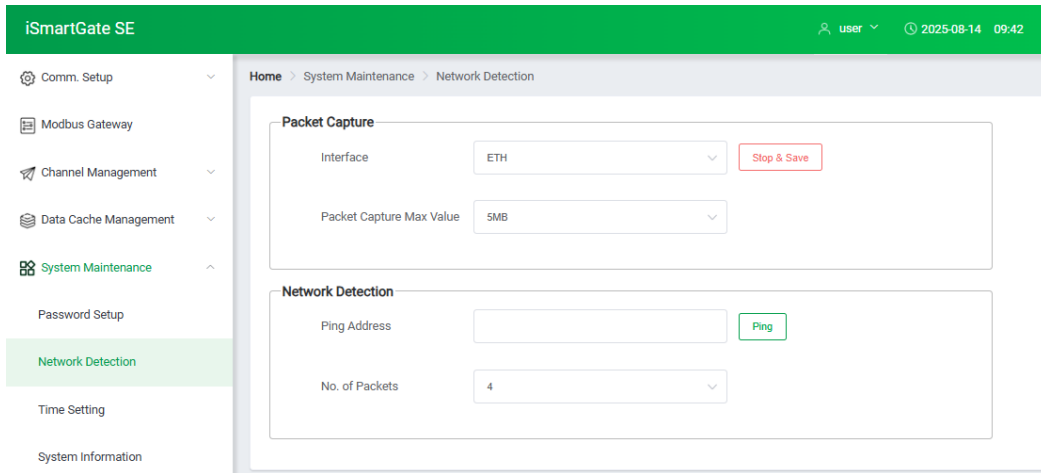 iSmartGate SE
user
2025-08-14 09:42
Comm. Setup
Modbus Gateway
Channel Management
Data Cache Management
System Maintenance
Password Setup
Network Detection
Time Setting
System Information
Home > System Maintenance > Network Detection
Packet Capture
Interface
ETH
Stop & Save
Packet Capture Max Value
5MB
Network Detection
Ping Address
Ping
No. of Packets
4